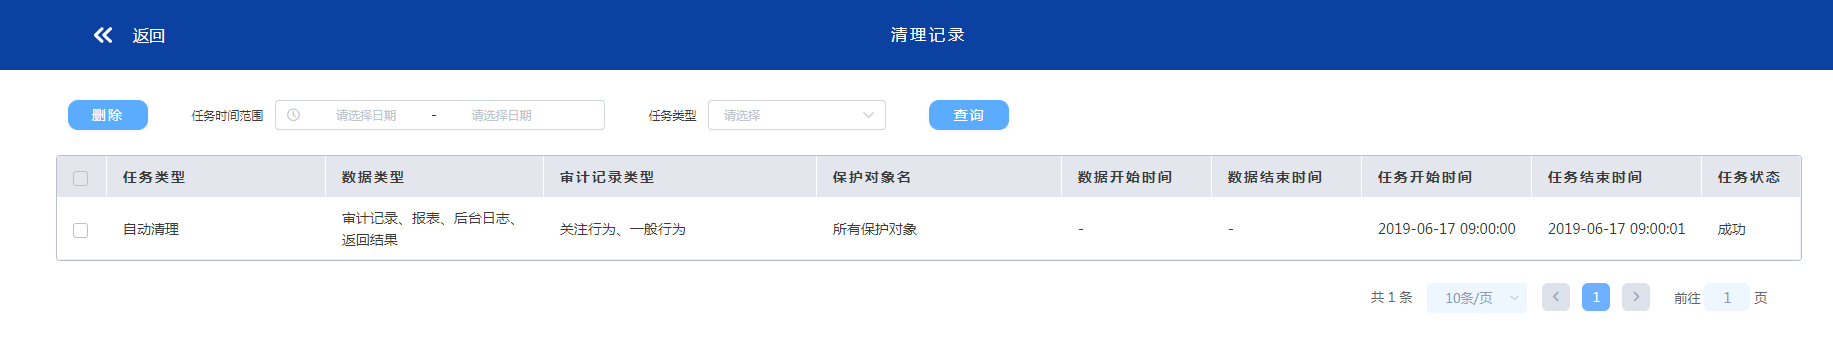 返回 清理记录
删除 任务时间范围 请选择日期 - 请选择日期 任务类型 请选择 查询
任务类型 数据类型 审计记录类型 保护对象名 数据开始时间 数据结束时间 任务开始时间 任务结束时间 任务状态
自动清理 审计记录、报表、后台日志、 关注行为、一般行为 所有保护对象 - - 2019-06-17 09:00:00 2019-06-17 09:00:01 成功
返回结果
共 1 条 10条/页 1 前往 1 页